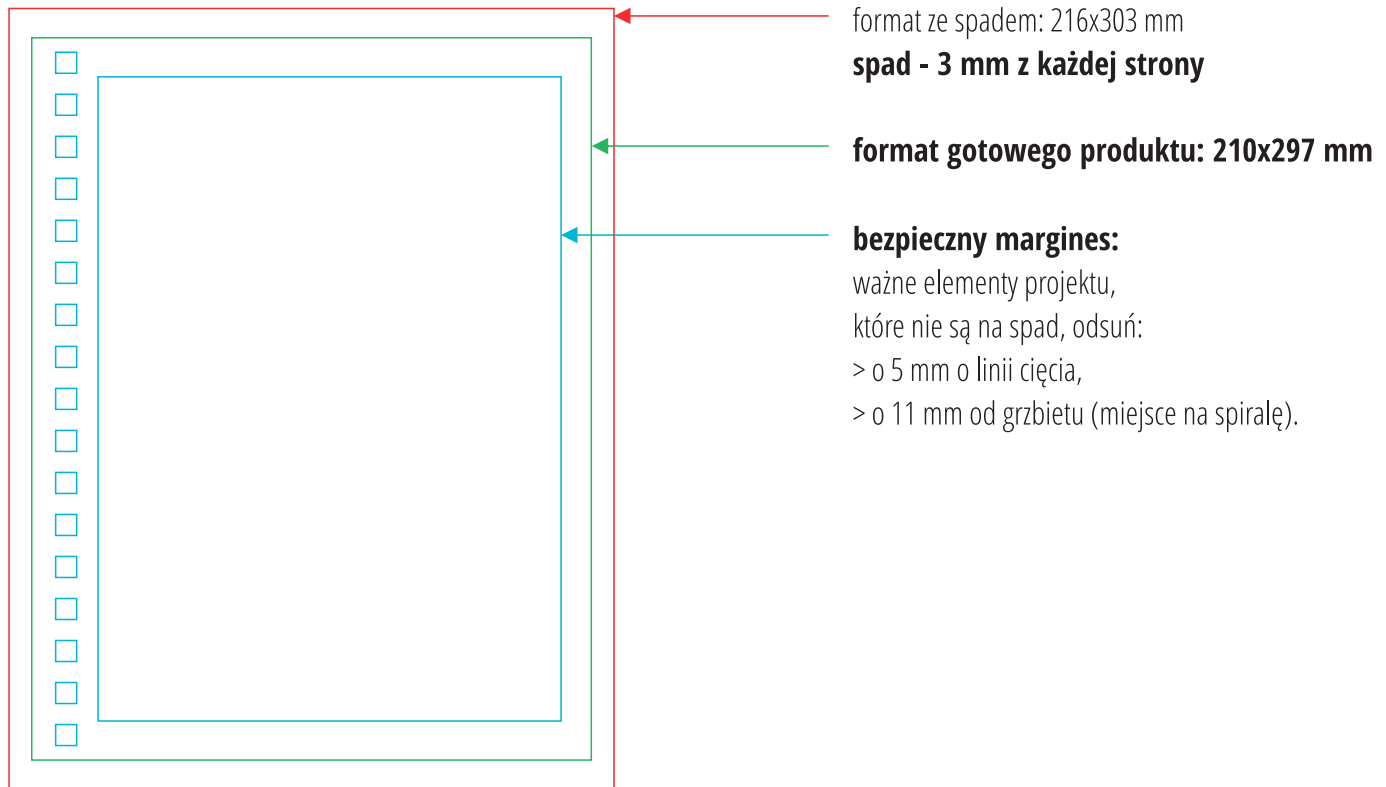 format ze spadem: 216x303 mm
spad - 3 mm z każdej strony
format gotowego produktu: 210x297 mm
bezpieczny margines:
ważne elementy projektu,
które nie są na spad, odsuń:
> o 5 mm o linii cięcia,
> o 11 mm od grzbietu (miejsce na spiralę).